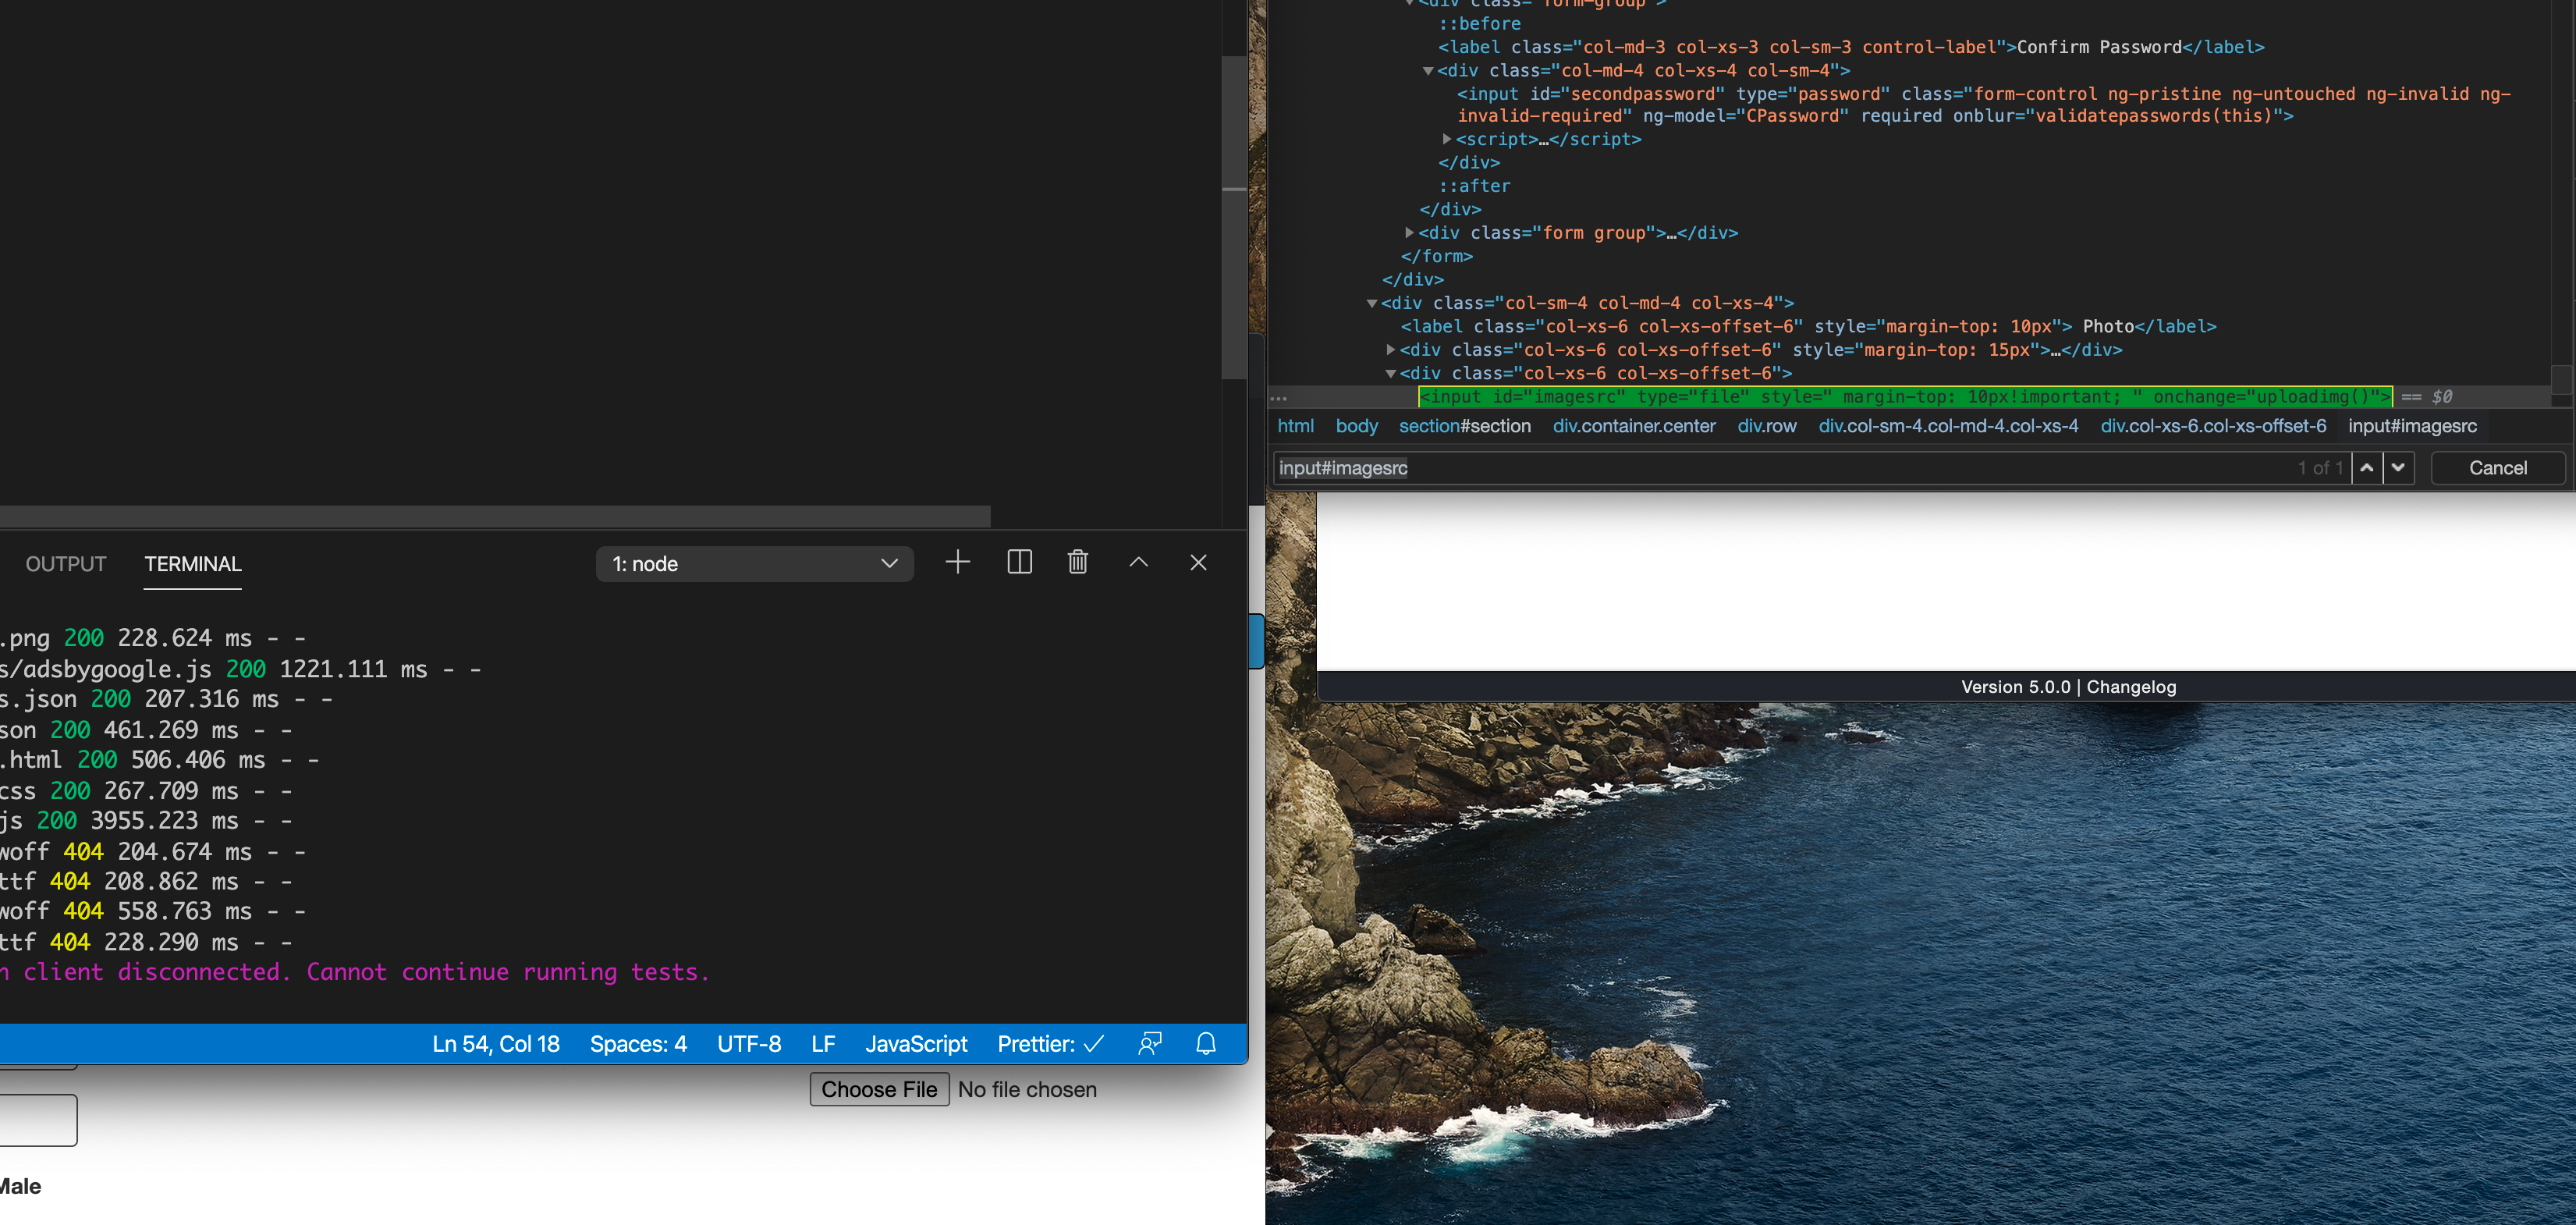 <div class="form-group">
::before
<label class="col-md-3 col-xs-3 col-sm-3 control-label">Confirm Password</label>
<div class="col-md-4 col-xs-4 col-sm-4">
<input id="secondpassword" type="password" class="form-control ng-pristine ng-untouched ng-invalid ng-
invalid-required" ng-model="CPassword" required onblur="validatepasswords(this)">
<script>…</script>
</div>
::after
</div>
<div class="form group">…</div>
</form>
</div>
<div class="col-sm-4 col-md-4 col-xs-4">
<label class="col-xs-6 col-xs-offset-6" style="margin-top: 10px"> Photo</label>
<div class="col-xs-6 col-xs-offset-6" style="margin-top: 15px">…</div>
<div class="col-xs-6 col-xs-offset-6">
… <input id="imagesrc" type="file" style=" margin-top: 10px!important; " onchange="uploadimg()"> == $0
html body section#section div.container.center div.row div.col-sm-4.col-md-4.col-xs-4 div.col-xs-6.col-xs-offset-6 input#imagesrc
input#imagesrc 1 of 1 Cancel
OUTPUT TERMINAL 1: node
.png 200 228.624 ms - -
s/adsbygoogle.js 200 1221.111 ms - -
s.json 200 207.316 ms - -
son 200 461.269 ms - -
.html 200 506.406 ms - -
css 200 267.709 ms - -
js 200 3955.223 ms - -
woff 404 204.674 ms - -
ttf 404 208.862 ms - -
woff 404 558.763 ms - -
ttf 404 228.290 ms - -
n client disconnected. Cannot continue running tests.
Ln 54, Col 18 Spaces: 4 UTF-8 LF JavaScript Prettier: ✓
Version 5.0.0 | Changelog
Choose File No file chosen
Male